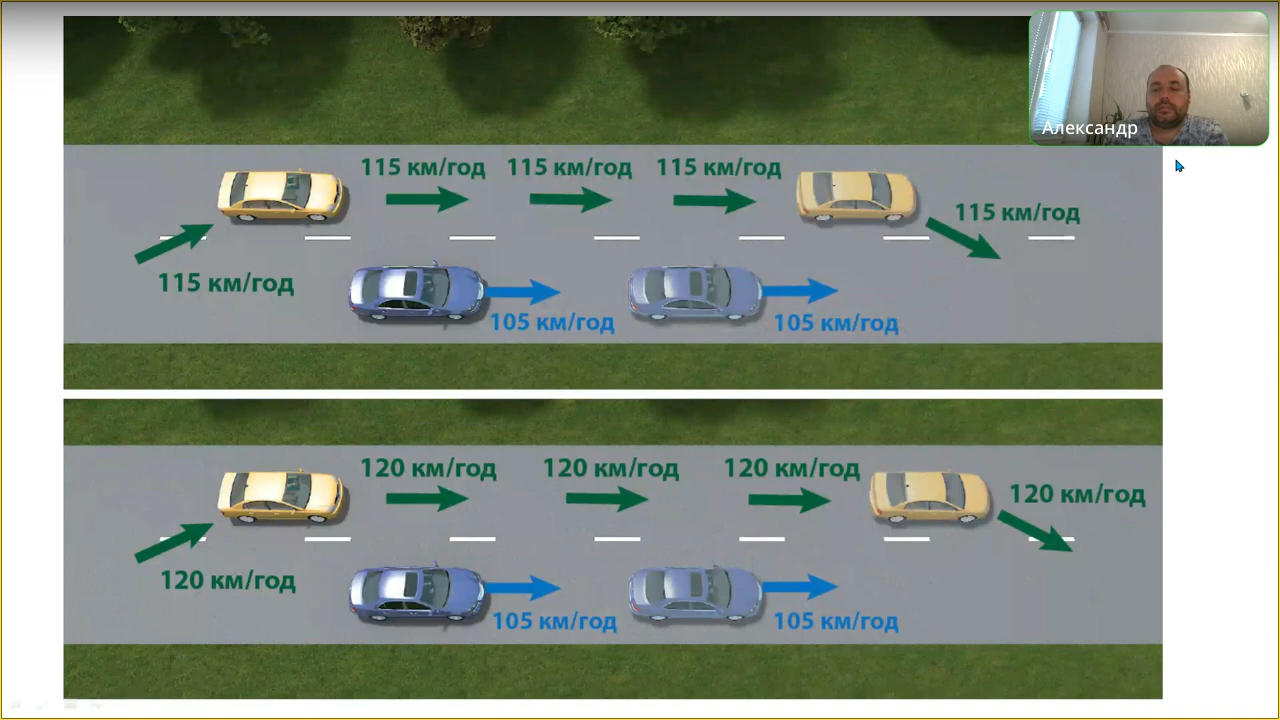 Александр
115 км/год 115 км/год 115 км/год
115 км/год
115 км/год
105 км/год 105 км/год
120 км/год 120 км/год 120 км/год
120 км/год
120 км/год
105 км/год 105 км/год